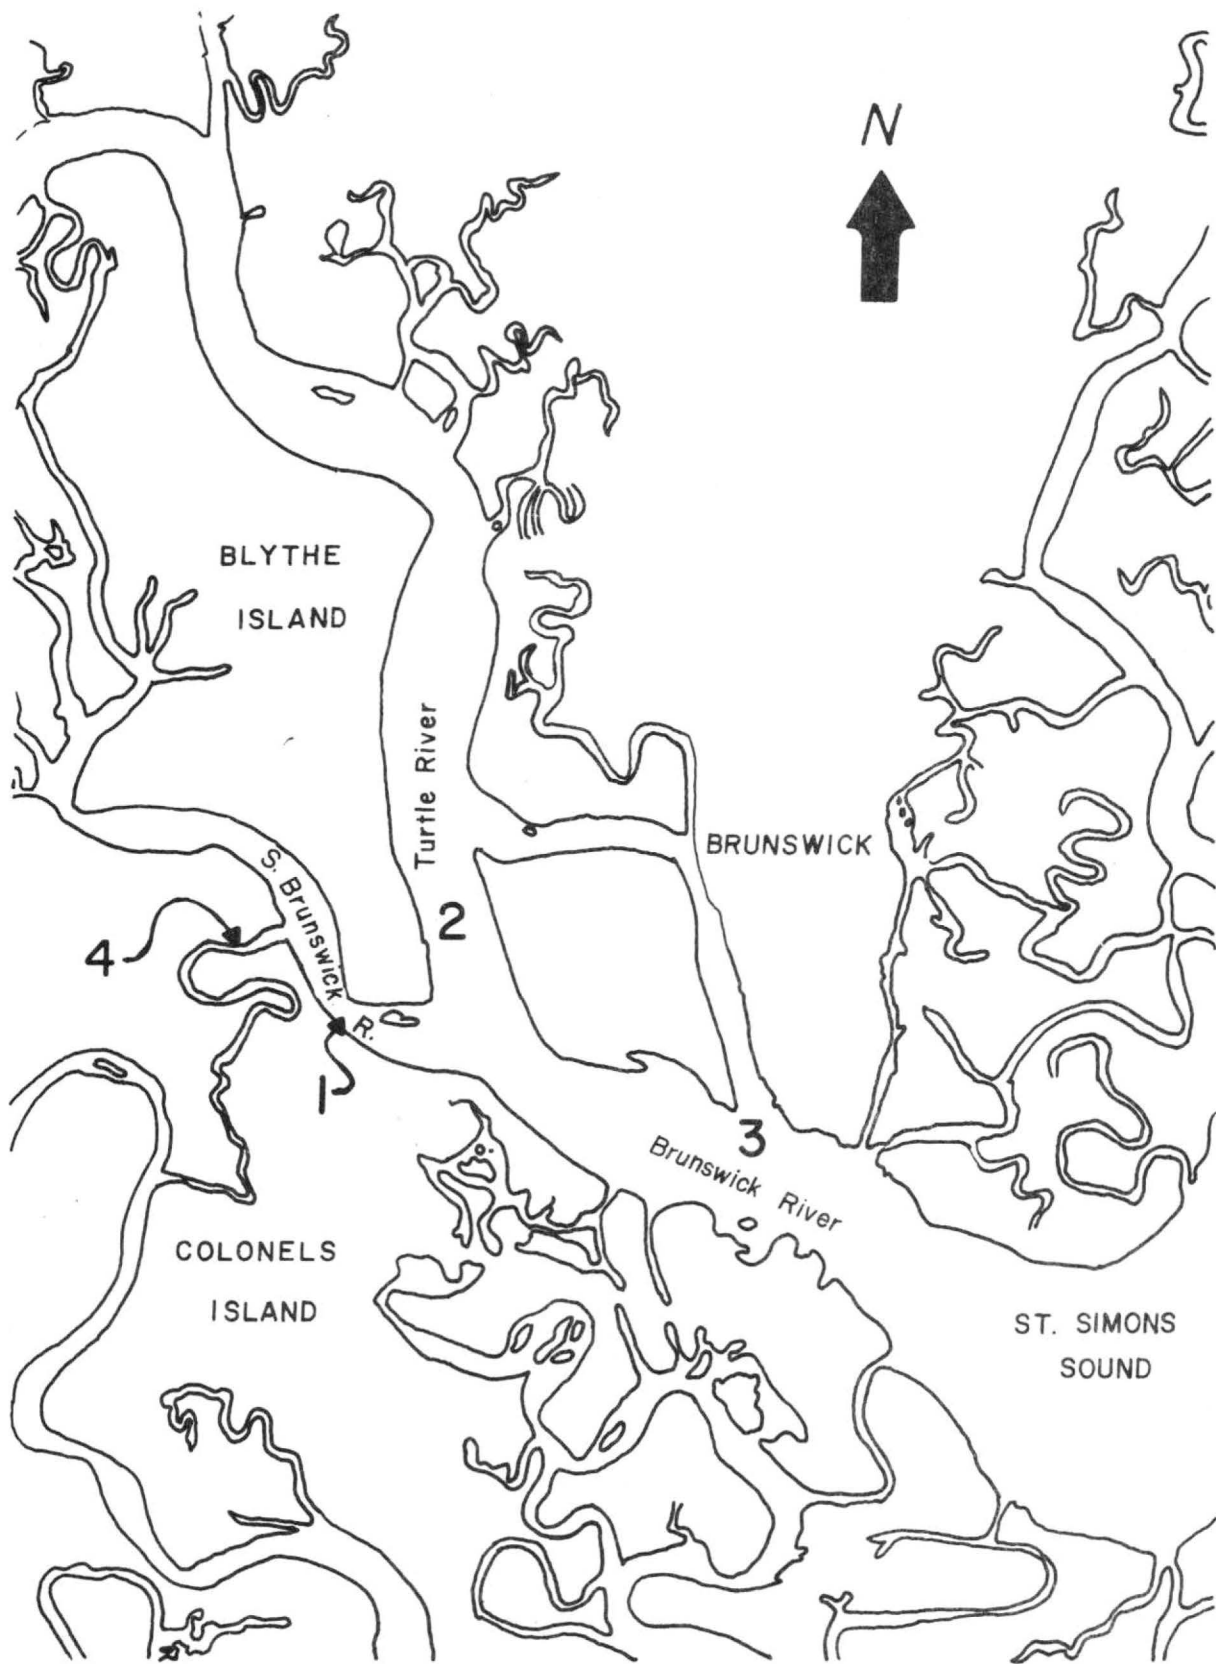 N
BLYTHE
ISLAND
Turtle River
BRUNSWICK
S. Brunswick R.
2
4
1
3
Brunswick River
COLONELS
ISLAND
ST. SIMONS
SOUND